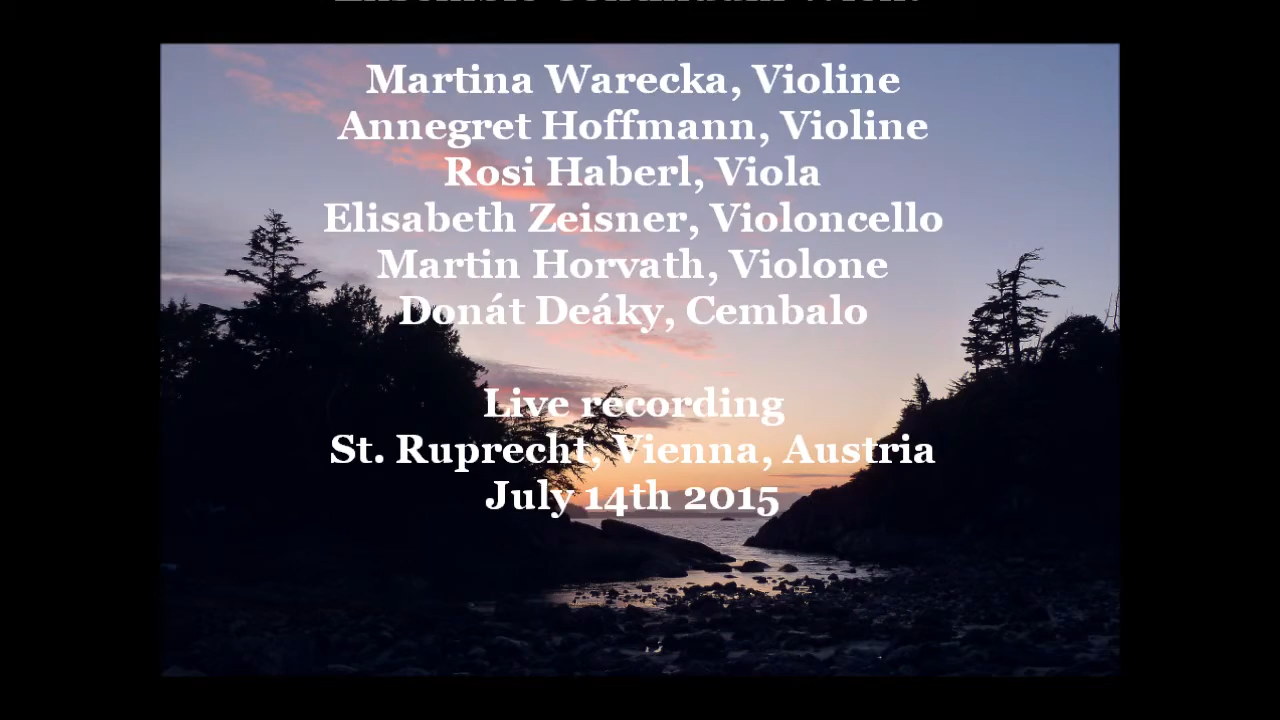 Martina Warecka, Violine
Annegret Hoffmann, Violine
Rosi Haberl, Viola
Elisabeth Zeisner, Violoncello
Martin Horvath, Violone
Donát Deáky, Cembalo
Live recording
St. Ruprecht, Vienna, Austria
July 14th 2015